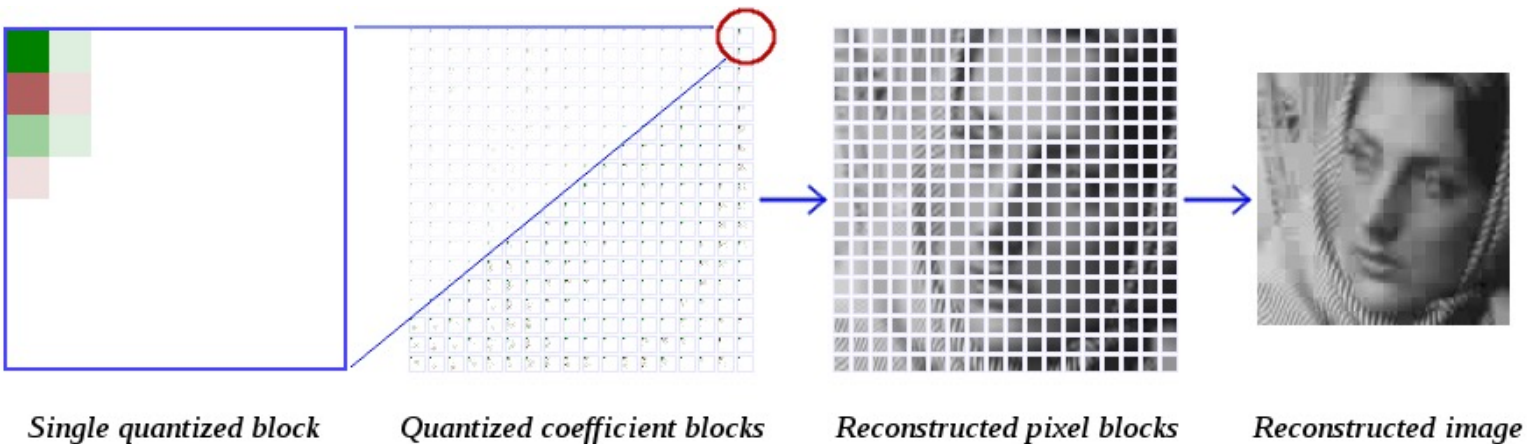 Single quantized block
Quantized coefficient blocks
Reconstructed pixel blocks
Reconstructed image